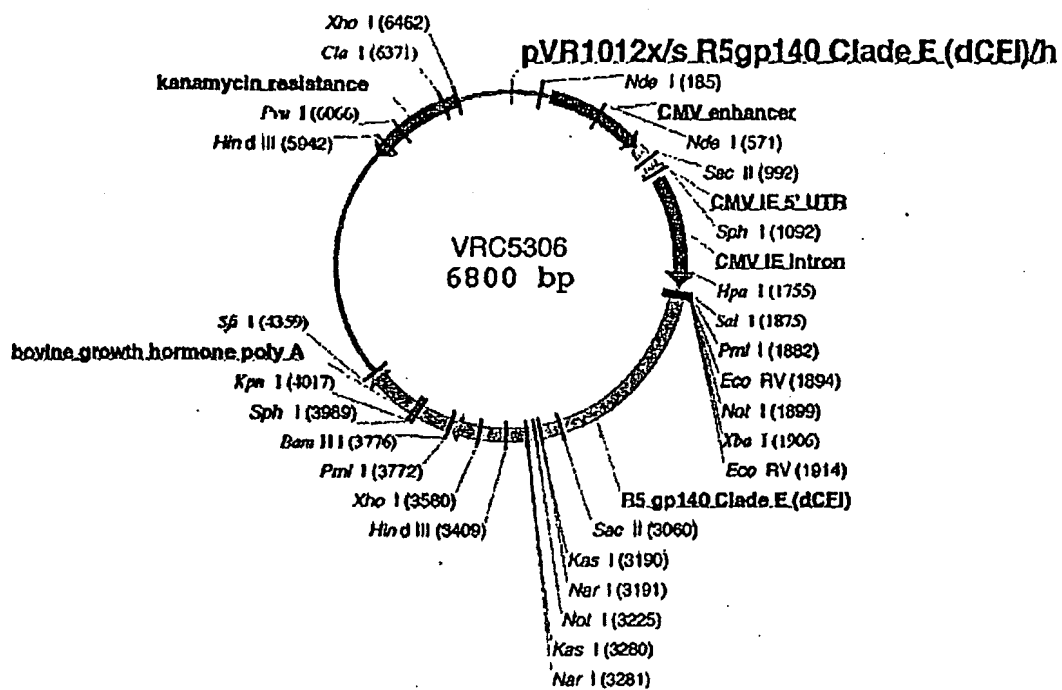 pVR1012x/s R5gp140 Clade E (dCFI)/h
Nde I (185)
CMV enhancer
Nde I (571)
Sac II (992)
CMV IE 5' UTR
Sph I (1092)
CMV IE Intron
Hpa I (1755)
Sal I (1875)
Pml I (1882)
Eco RV (1894)
Not I (1899)
Xba I (1906)
Eco RV (1914)
R5 gp140 Clade E (dCFI)
Sac II (3060)
Kas I (3190)
Nar I (3191)
Not I (3225)
Kas I (3280)
Nar I (3281)
Hind III (3409)
Xho I (3580)
Pml I (3772)
Bam HI (3776)
Sph I (3989)
Kpn I (4017)
bovine growth hormone poly A
Sfi I (4359)
Hind III (5942)
Pvu I (6066)
kanamycin resistance
Cla I (6371)
Xho I (6462)
VRC5306
6800 bp